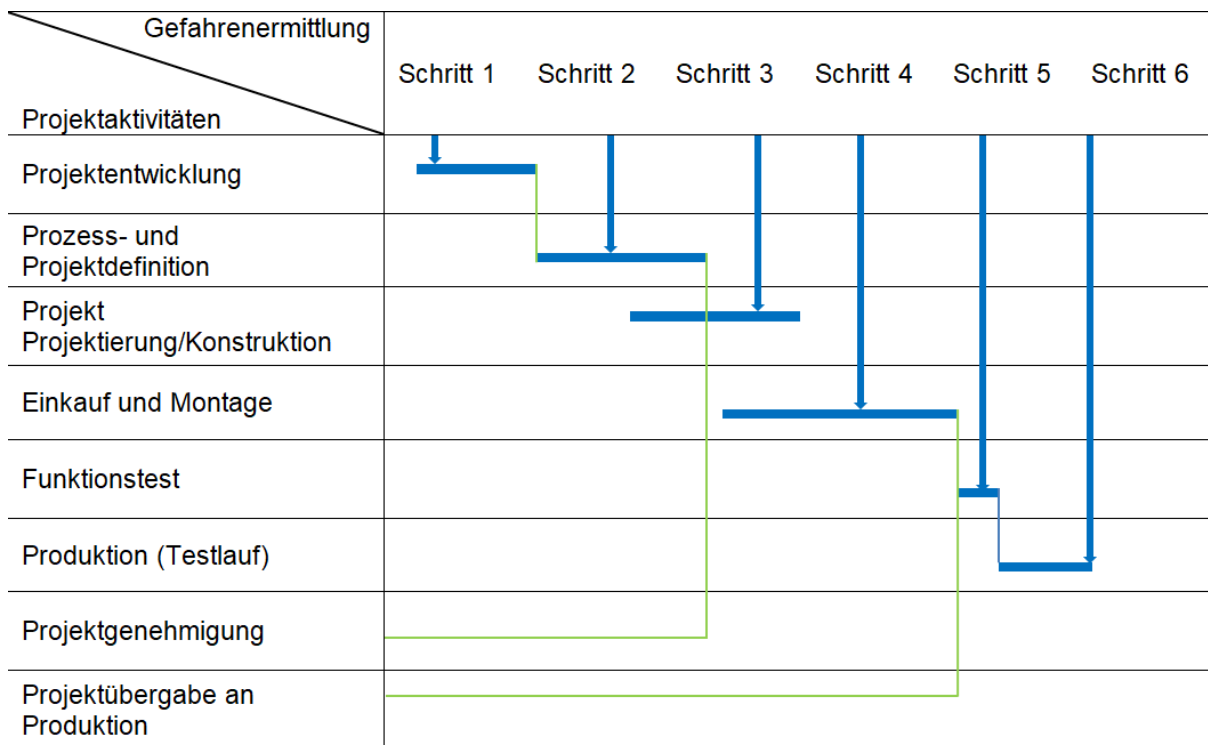 Gefahrenermittlung
Schritt 1 Schritt 2 Schritt 3 Schritt 4 Schritt 5 Schritt 6
Projektaktivitäten
Projektentwicklung
Prozess- und
Projektdefinition
Projekt
Projektierung/Konstruktion
Einkauf und Montage
Funktionstest
Produktion (Testlauf)
Projektgenehmigung
Projektübergabe an
Produktion